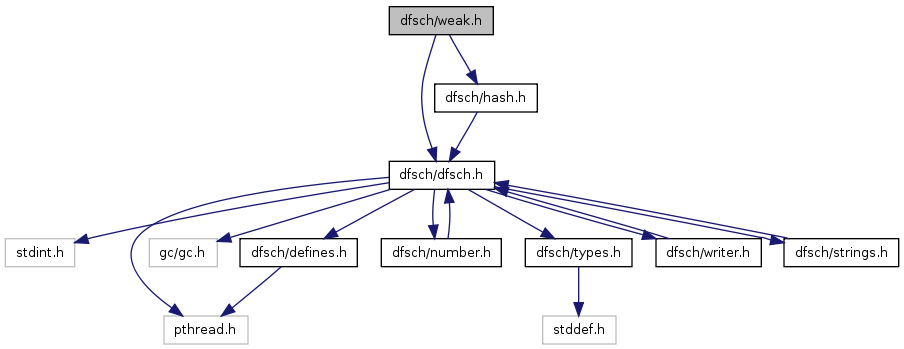 dfsch/weak.h
dfsch/hash.h
dfsch/dfsch.h
stdint.h
gc/gc.h
dfsch/defines.h
dfsch/number.h
dfsch/types.h
dfsch/writer.h
dfsch/strings.h
pthread.h
stddef.h